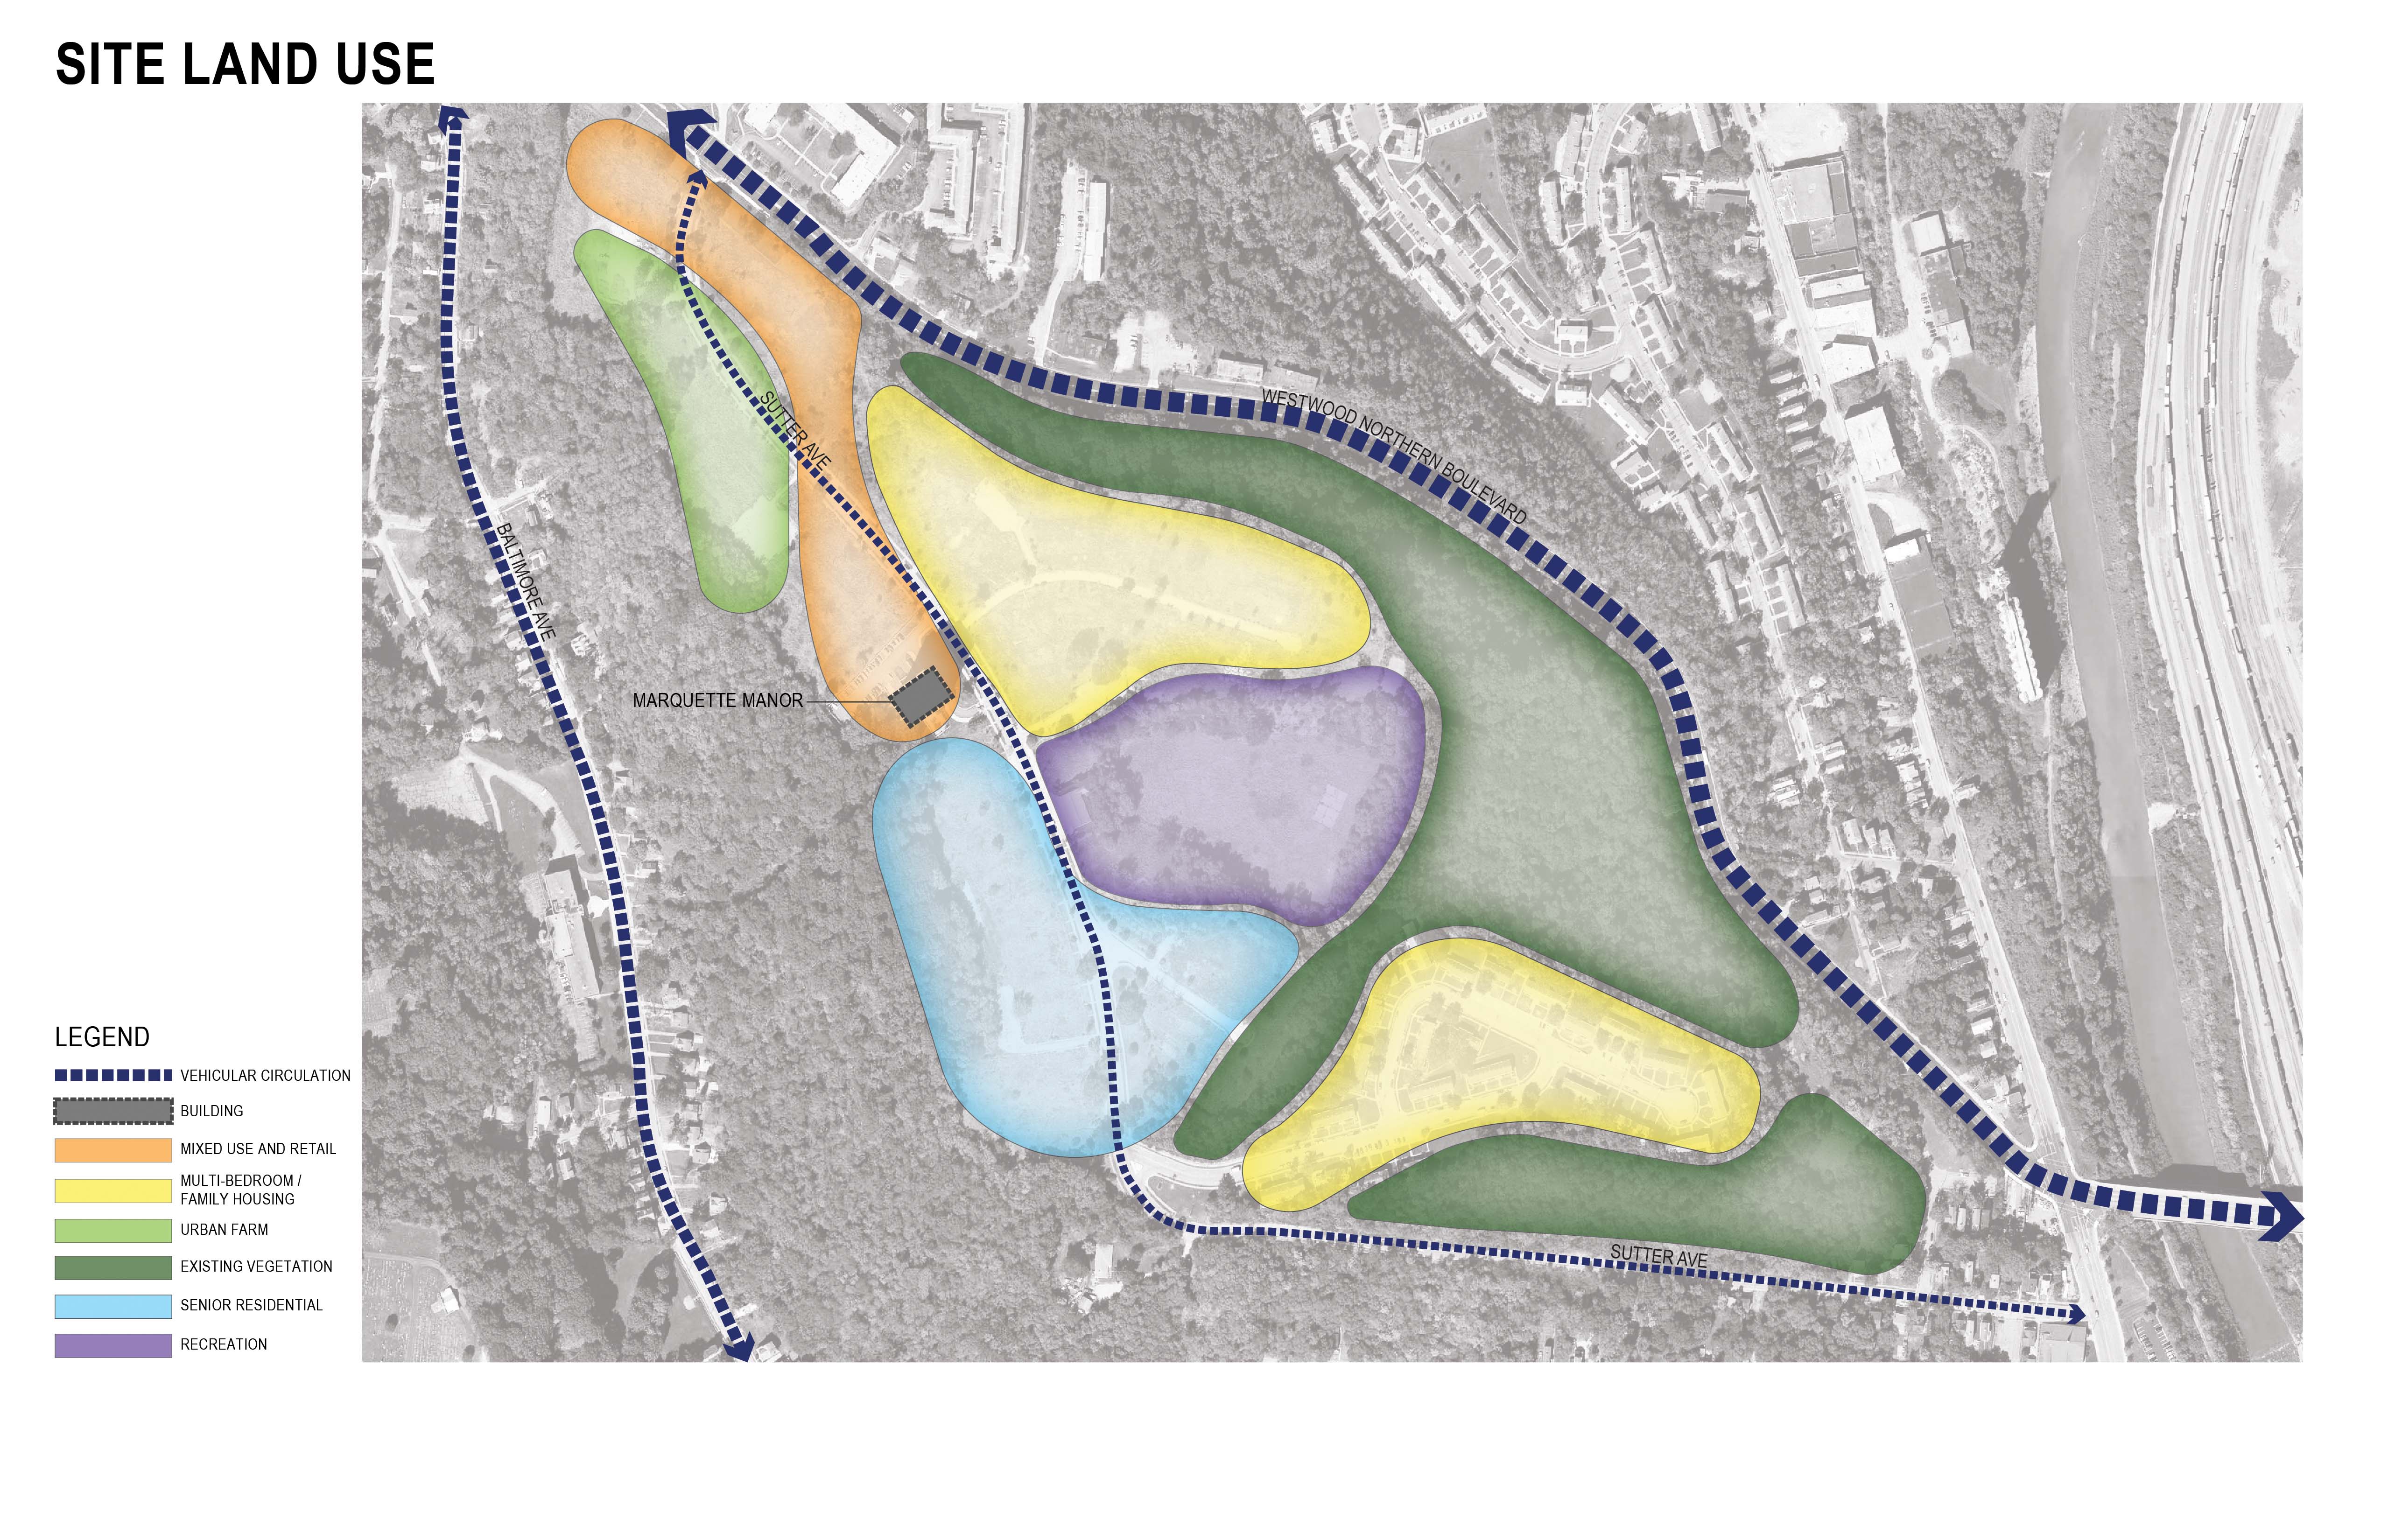 SITE LAND USE
WESTWOOD NORTHERN BOULEVARD
SUTTER AVE
BALTIMORE AVE
MARQUETTE MANOR
SUTTER AVE
LEGEND
VEHICULAR CIRCULATION
BUILDING
MIXED USE AND RETAIL
MULTI-BEDROOM /
FAMILY HOUSING
URBAN FARM
EXISTING VEGETATION
SENIOR RESIDENTIAL
RECREATION